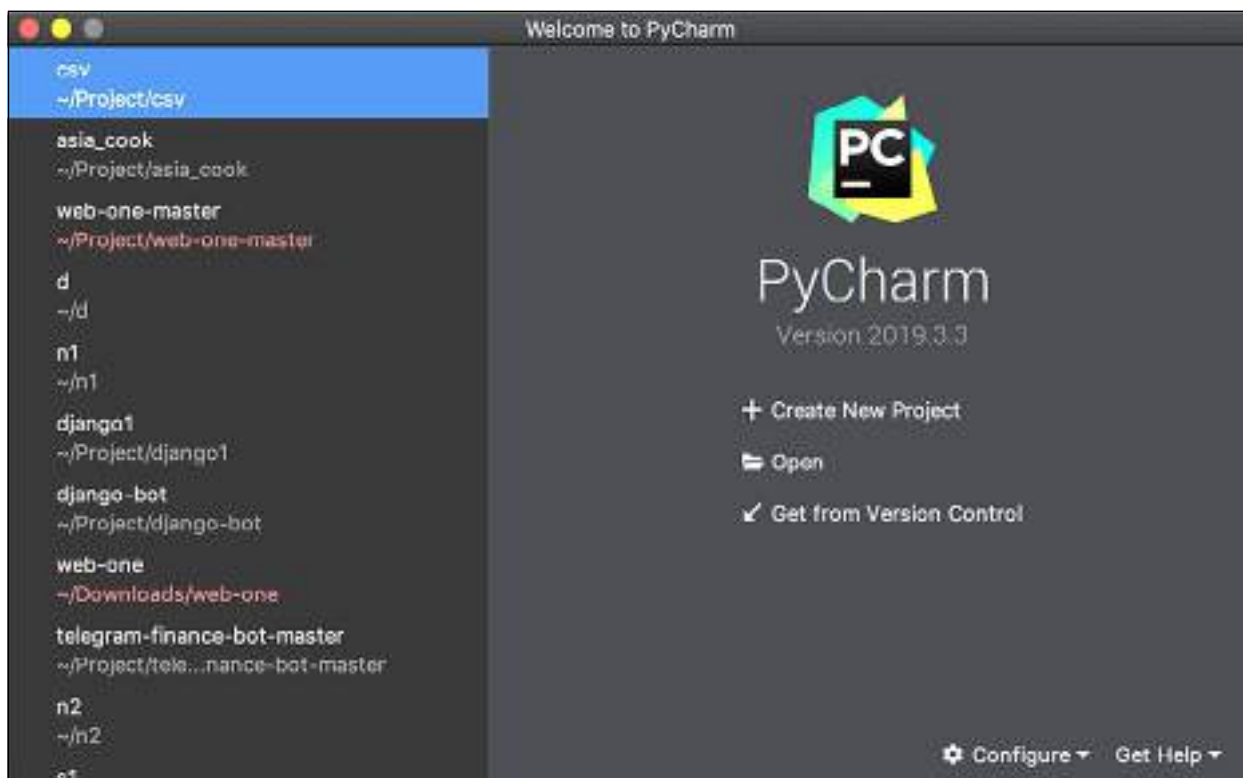 Welcome to PyCharm
csv
~/Project/csv
asia_cook
~/Project/asia_cook
web-one-master
~/Project/web-one-master
d
~/d
n1
~/n1
django1
~/Project/django1
django-bot
~/Project/django-bot
web-one
~/Downloads/web-one
telegram-finance-bot-master
~/Project/tele...nance-bot-master
n2
~/n2
PC
PyCharm
Version 2019.3.3
Create New Project
Open
Get from Version Control
Configure
Get Help